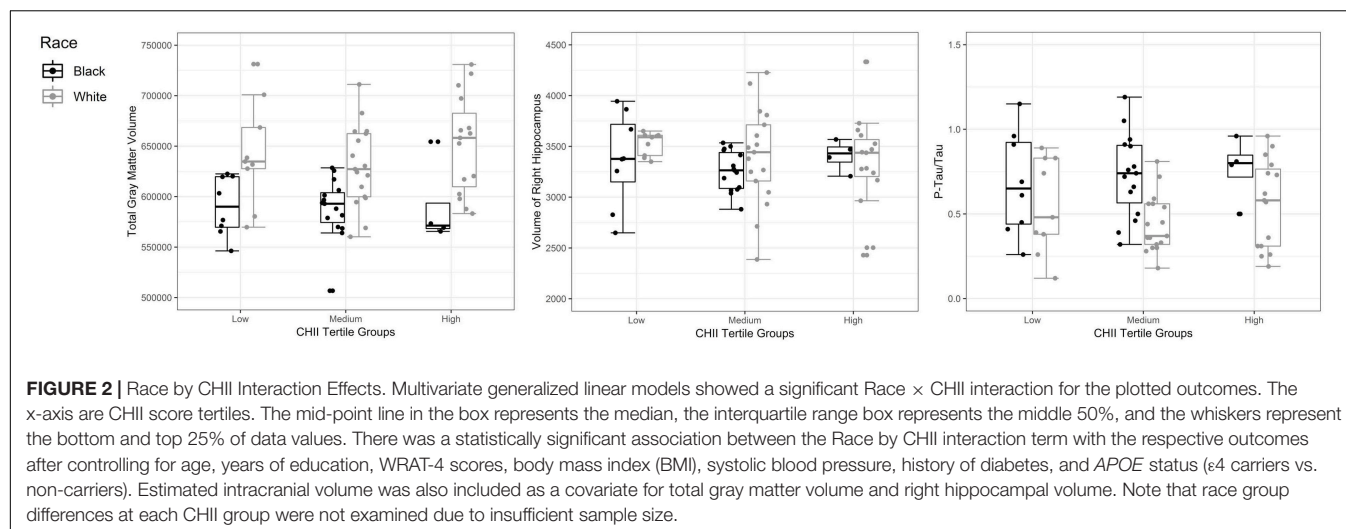 Race
Black
White
Total Gray Matter Volume
750000
700000
650000
600000
550000
500000
Low
Medium
High
CHII Tertile Groups
Volume of Right Hippocampus
4500
4000
3500
3000
2500
2000
Low
Medium
High
CHII Tertile Groups
P-Tau/Tau
1.5
1.0
0.5
0.0
Low
Medium
High
CHII Tertile Groups
FIGURE 2 | Race by CHII Interaction Effects. Multivariate generalized linear models showed a significant Race × CHII interaction for the plotted outcomes. The
x-axis are CHII score tertiles. The mid-point line in the box represents the median, the interquartile range box represents the middle 50%, and the whiskers represent
the bottom and top 25% of data values. There was a statistically significant association between the Race by CHII interaction term with the respective outcomes
after controlling for age, years of education, WRAT-4 scores, body mass index (BMI), systolic blood pressure, history of diabetes, and APOE status (ε4 carriers vs.
non-carriers). Estimated intracranial volume was also included as a covariate for total gray matter volume and right hippocampal volume. Note that race group
differences at each CHII group were not examined due to insufficient sample size.